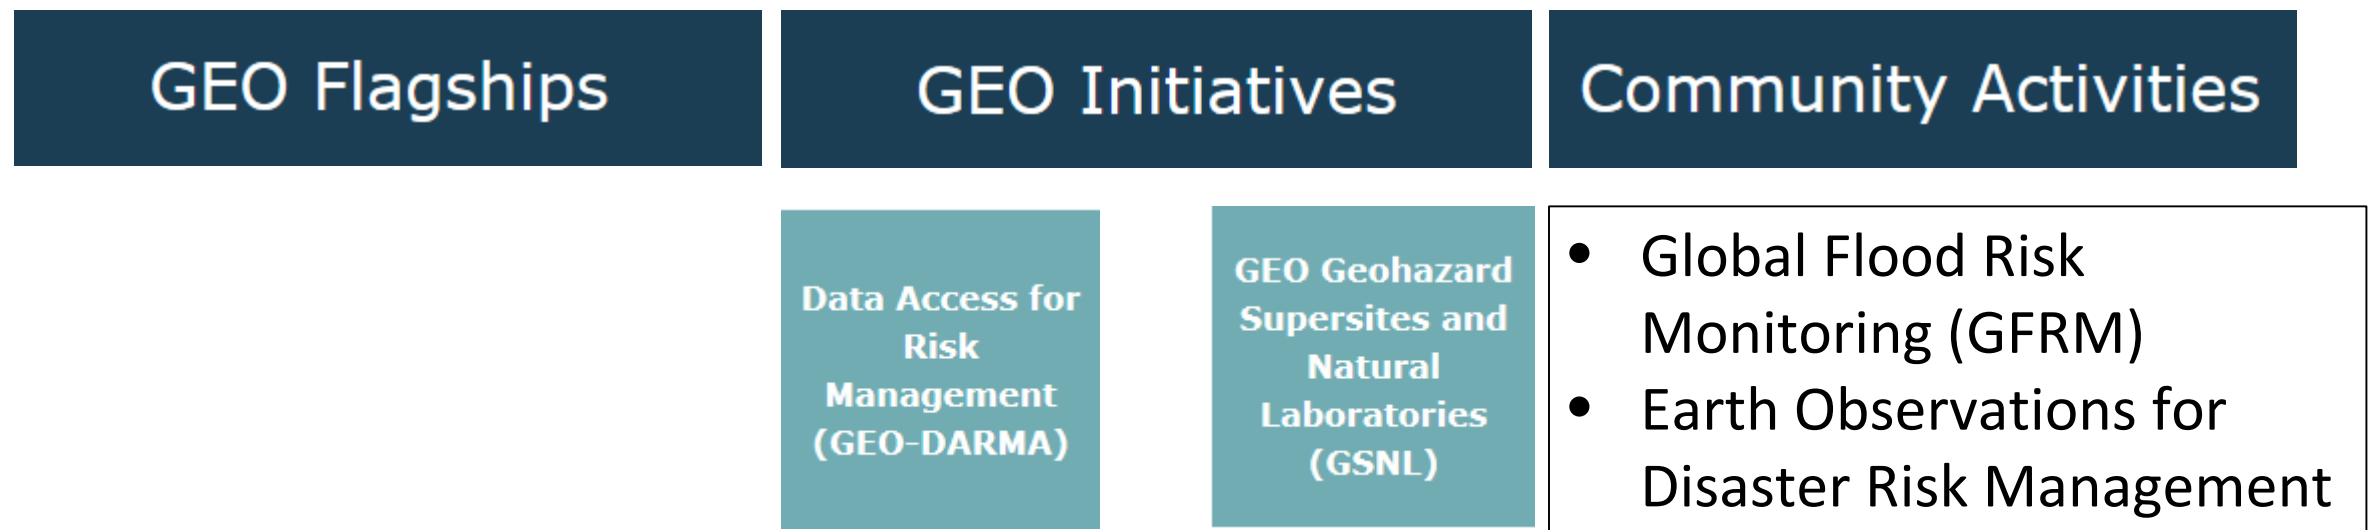 GEO Flagships
GEO Initiatives
Community Activities
Data Access for
Risk
Management
(GEO-DARMA)
GEO Geohazard
Supersites and
Natural
Laboratories
(GSNL)
• Global Flood Risk
Monitoring (GFRM)
• Earth Observations for
Disaster Risk Management